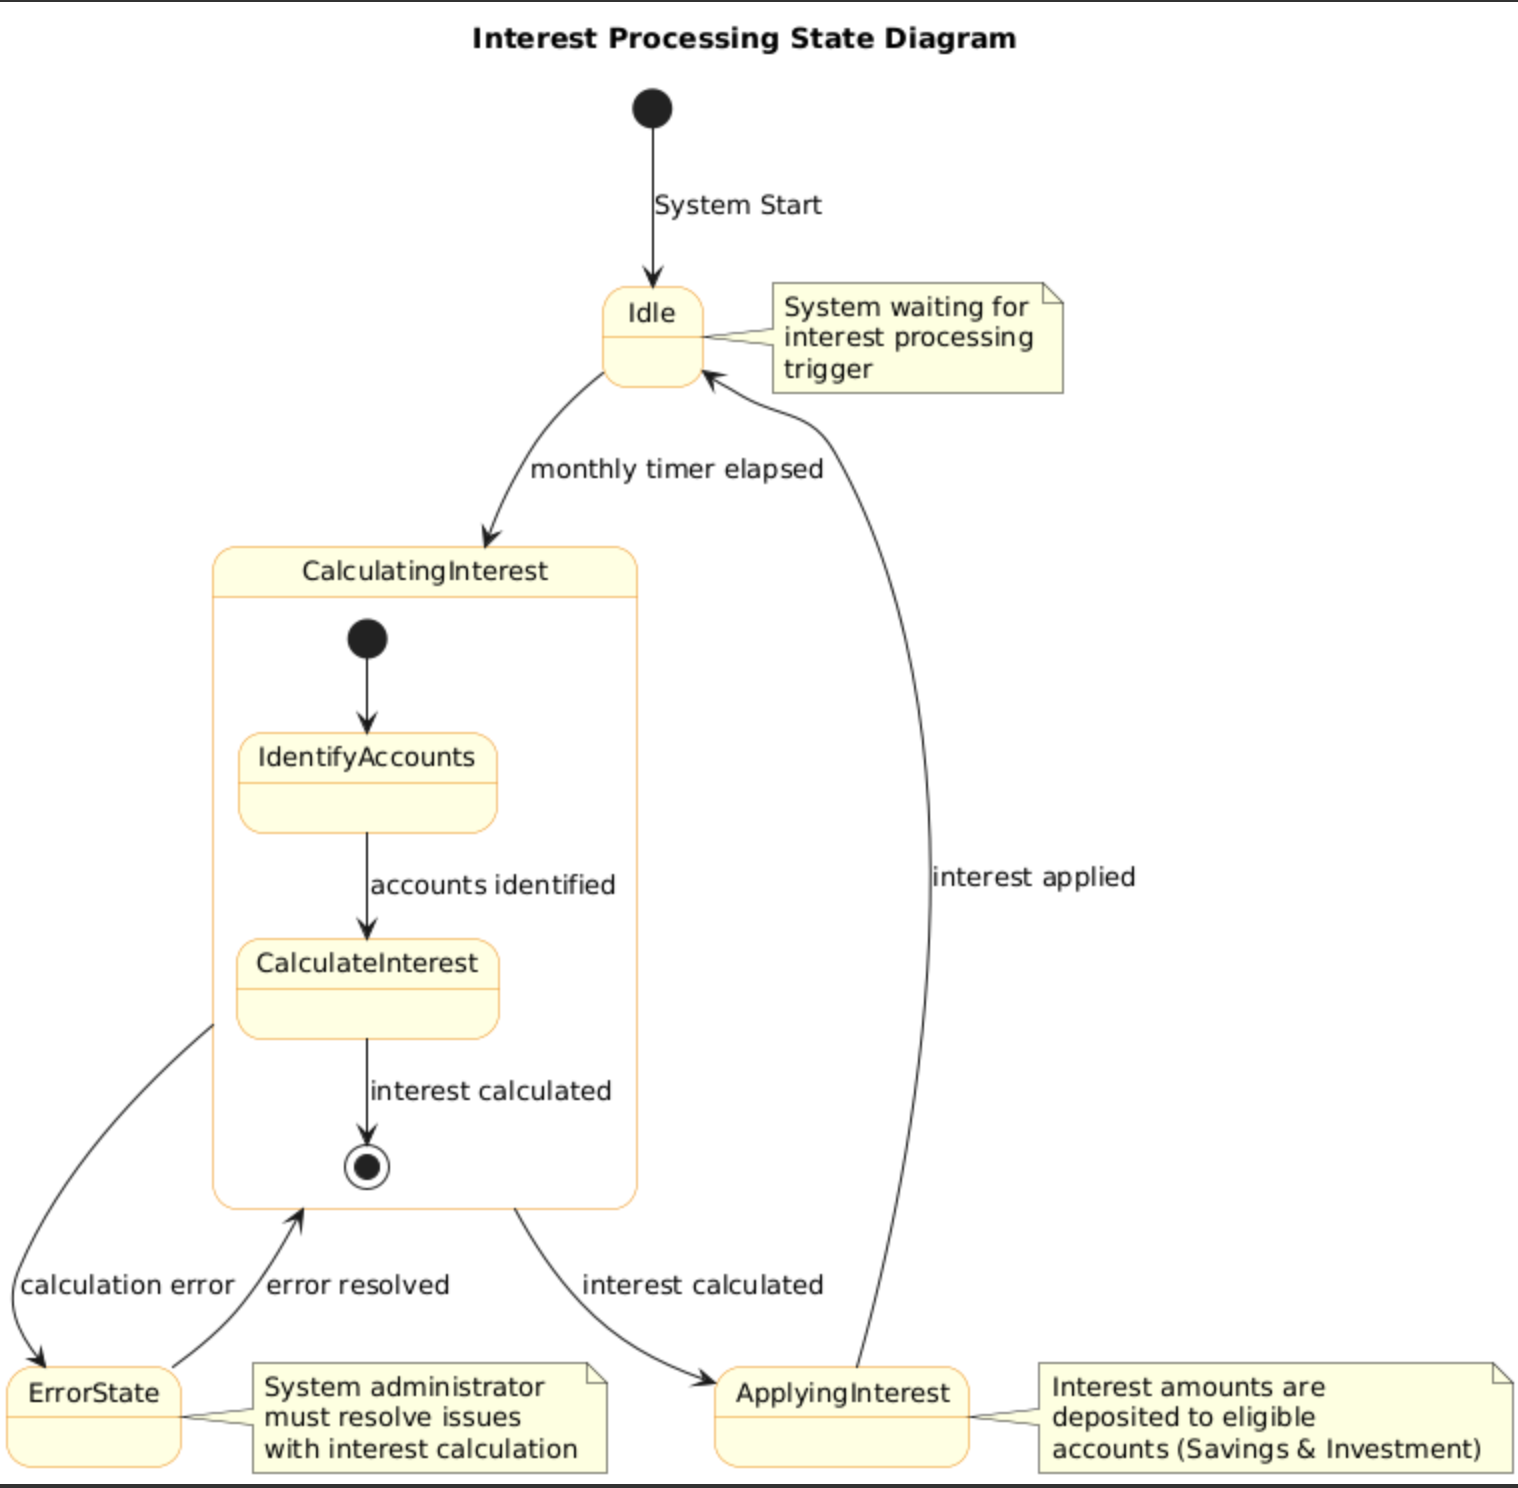 Interest Processing State Diagram
System Start
Idle
System waiting for
interest processing
trigger
monthly timer elapsed
CalculatingInterest
IdentifyAccounts
accounts identified
interest applied
CalculateInterest
interest calculated
calculation error
error resolved
interest calculated
ErrorState
System administrator
must resolve issues
with interest calculation
ApplyingInterest
Interest amounts are
deposited to eligible
accounts (Savings & Investment)